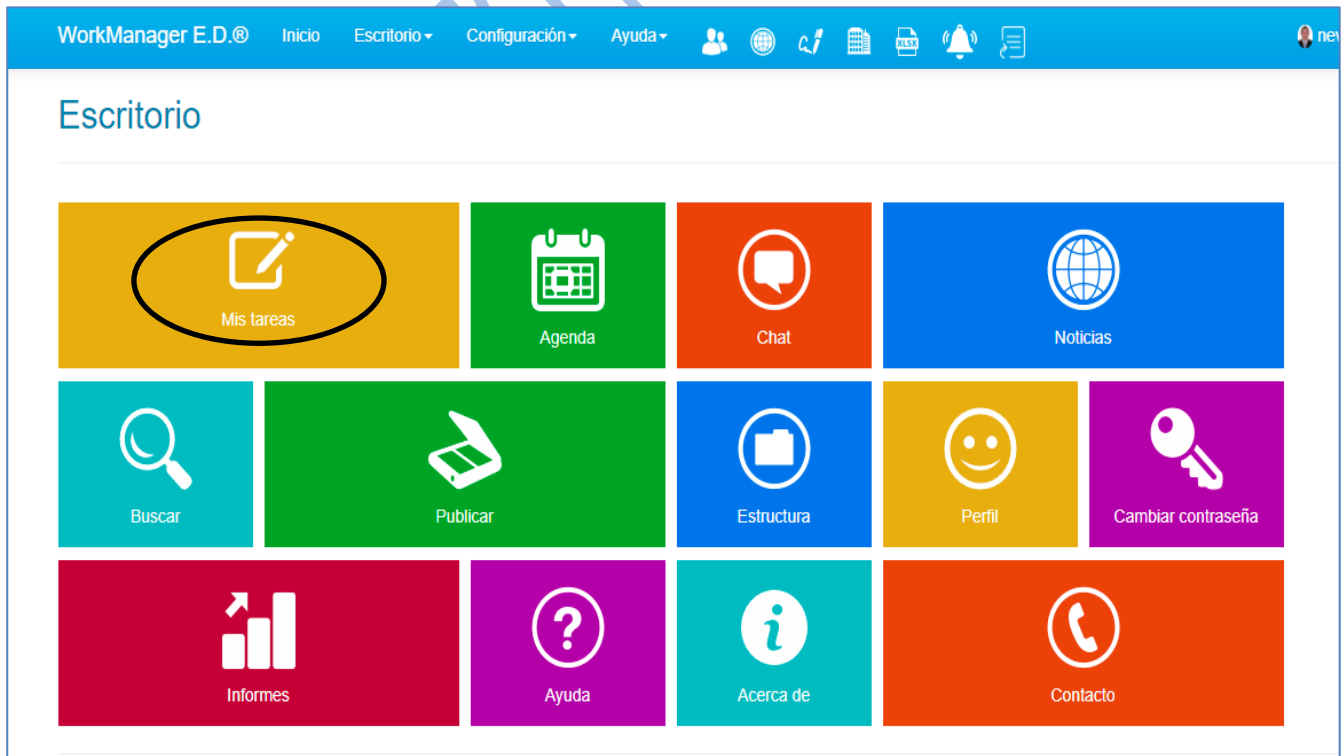 WorkManager E.D.® Inicio Escritorio Configuración Ayuda XLSX
Escritorio
Mis tareas
Agenda Chat Noticias
Buscar Publicar Estructura Perfil Cambiar contraseña
Informes Ayuda Acerca de Contacto